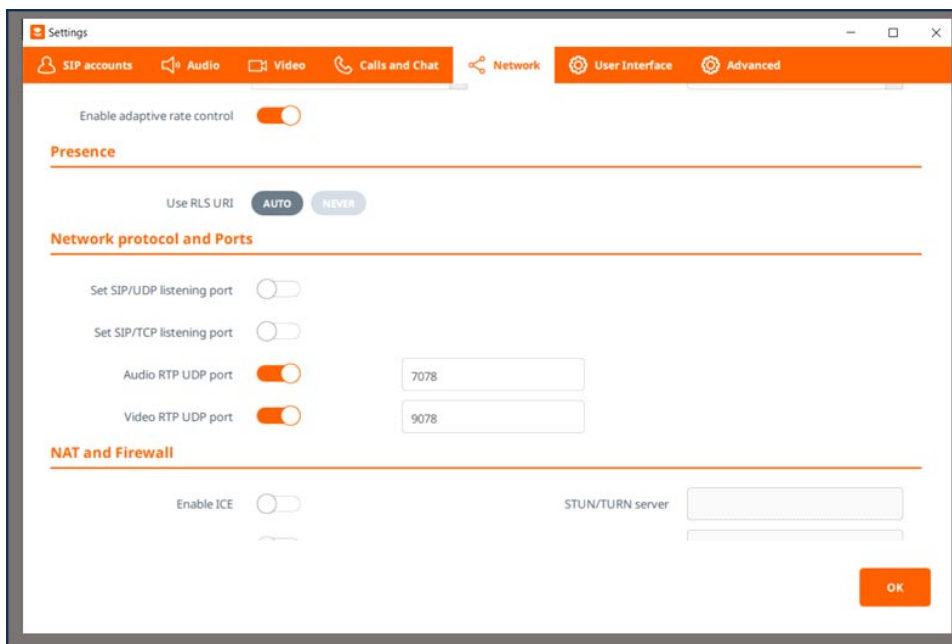 Settings
SIP accounts Audio Video Calls and Chat Network User Interface Advanced
Enable adaptive rate control
Presence
Use RLS URI AUTO NEVER
Network protocol and Ports
Set SIP/UDP listening port
Set SIP/TCP listening port
Audio RTP UDP port 7078
Video RTP UDP port 9078
NAT and Firewall
Enable ICE STUN/TURN server
OK